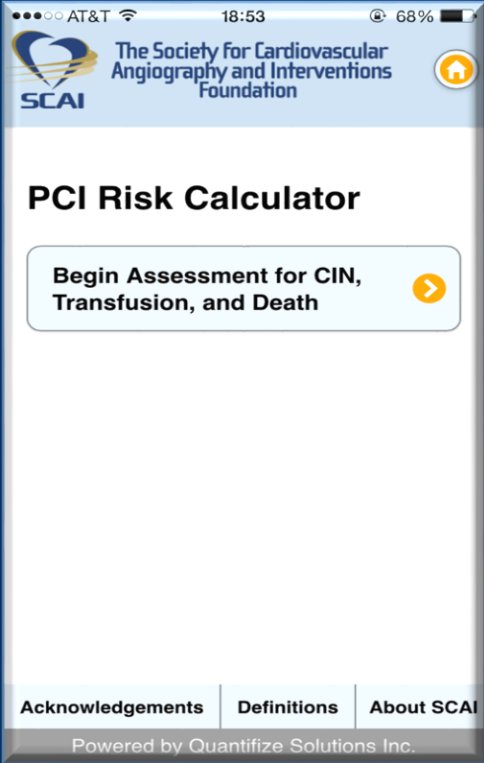 AT&T 18:53 68%
The Society for Cardiovascular
Angiography and Interventions
Foundation
SCAI
PCI Risk Calculator
Begin Assessment for CIN,
Transfusion, and Death
Acknowledgements Definitions About SCAI
Powered by Quantifize Solutions Inc.